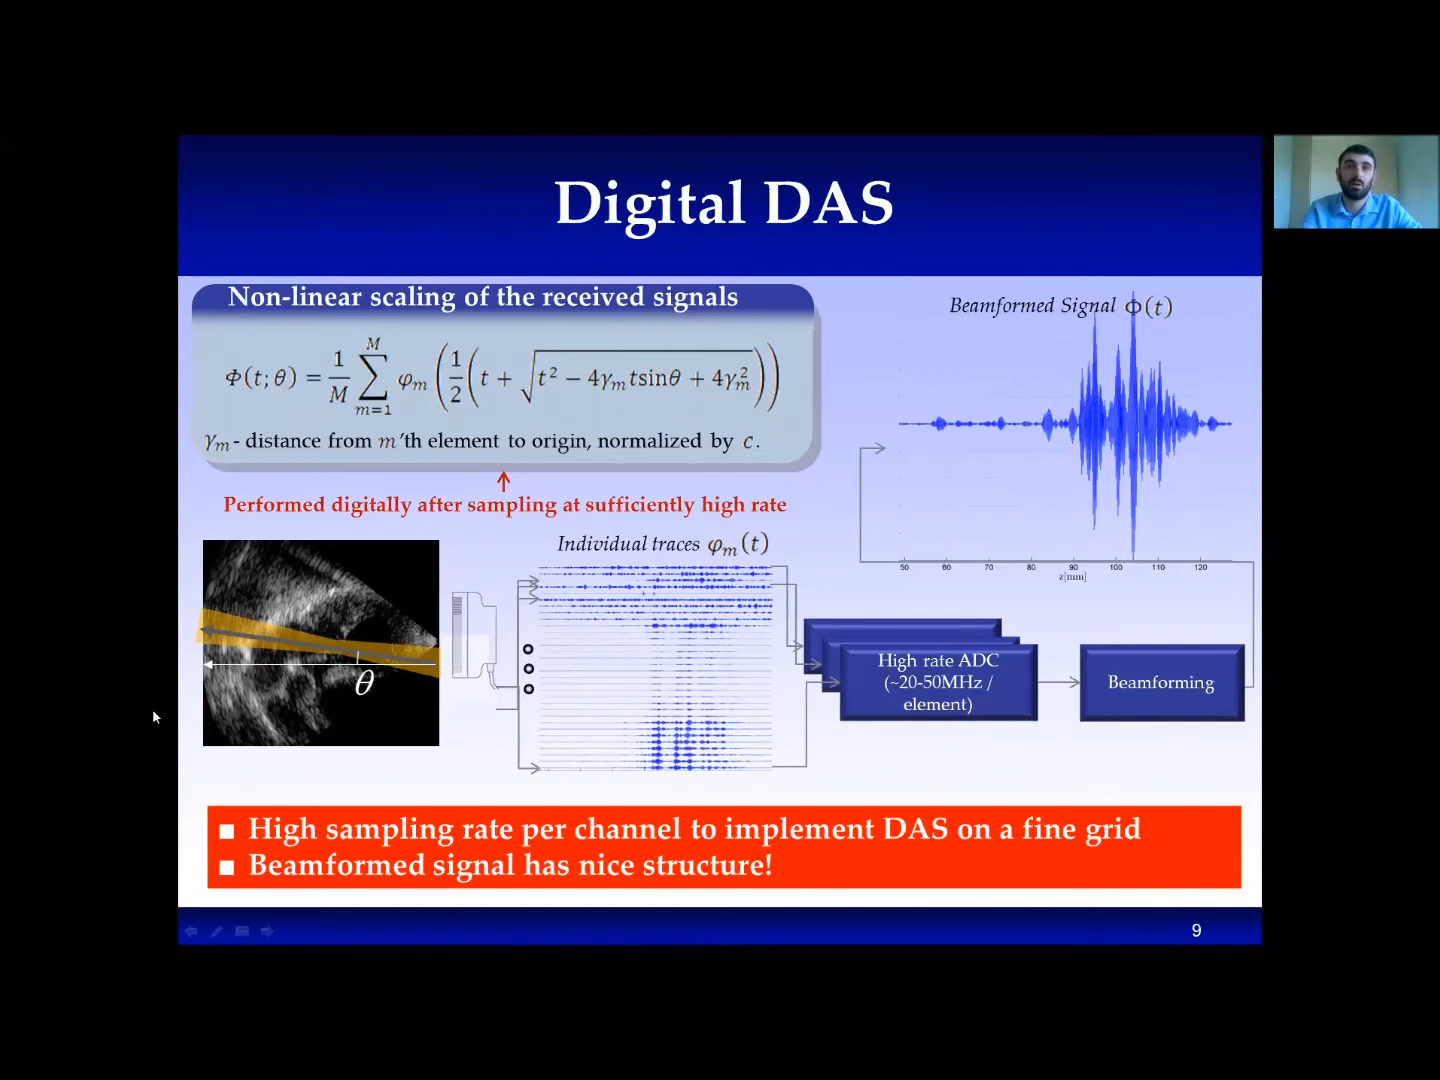 Digital DAS
Non-linear scaling of the received signals
Φ(t; θ) = 1/M ∑_{m=1}^{M} φ_m (1/2 (t + √(t² − 4γ_m t sinθ + 4γ_m²)))
γ_m - distance from m'th element to origin, normalized by c.
Performed digitally after sampling at sufficiently high rate
Beamformed Signal Φ(t)
50 60 70 80 90 100 110 120
z[mm]
Individual traces φ_m(t)
θ
High rate ADC
(~20-50MHz /
element)
Beamforming
■ High sampling rate per channel to implement DAS on a fine grid
■ Beamformed signal has nice structure!
9